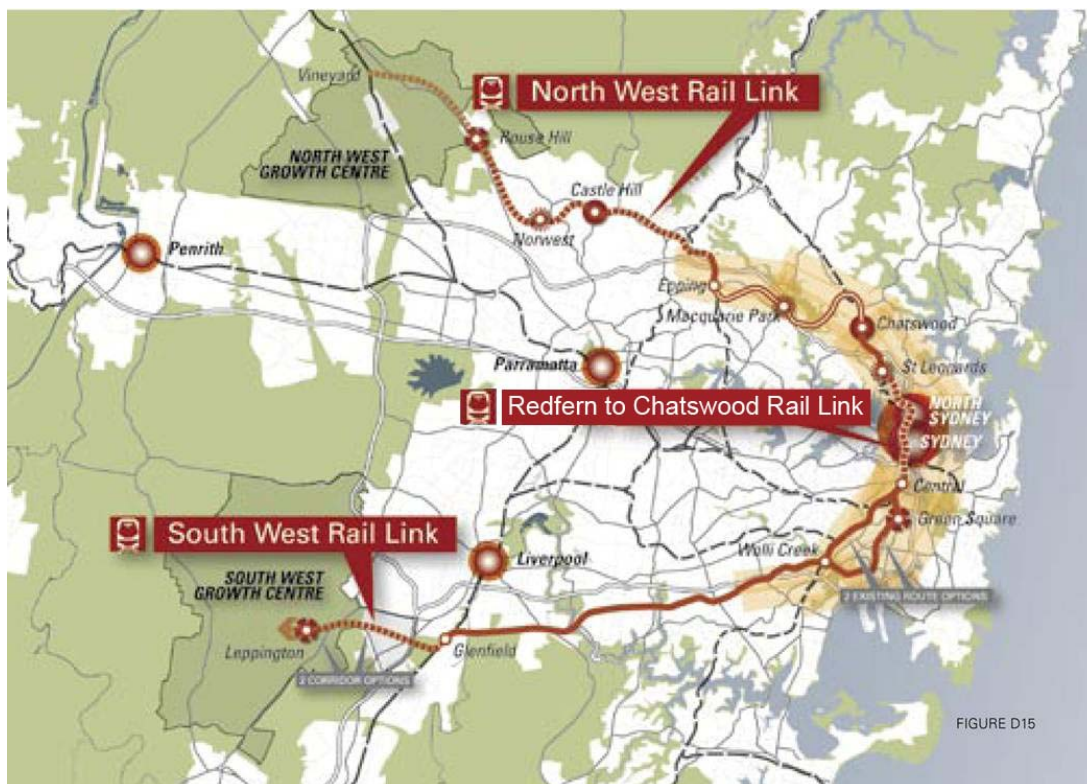 Vineyard
North West Rail Link
Rouse Hill
NORTH WEST
GROWTH CENTRE
Castle Hill
Norwest
Penrith
Epping
Macquarie Park
Chatswood
Parramatta
St Leonards
Redfern to Chatswood Rail Link
NORTH
SYDNEY
SYDNEY
Central
Green Square
South West Rail Link
Wolli Creek
Liverpool
SOUTH WEST
GROWTH CENTRE
2 EXISTING ROUTE OPTIONS
Leppington
Glenfield
2 CORRIDOR OPTIONS
FIGURE D15